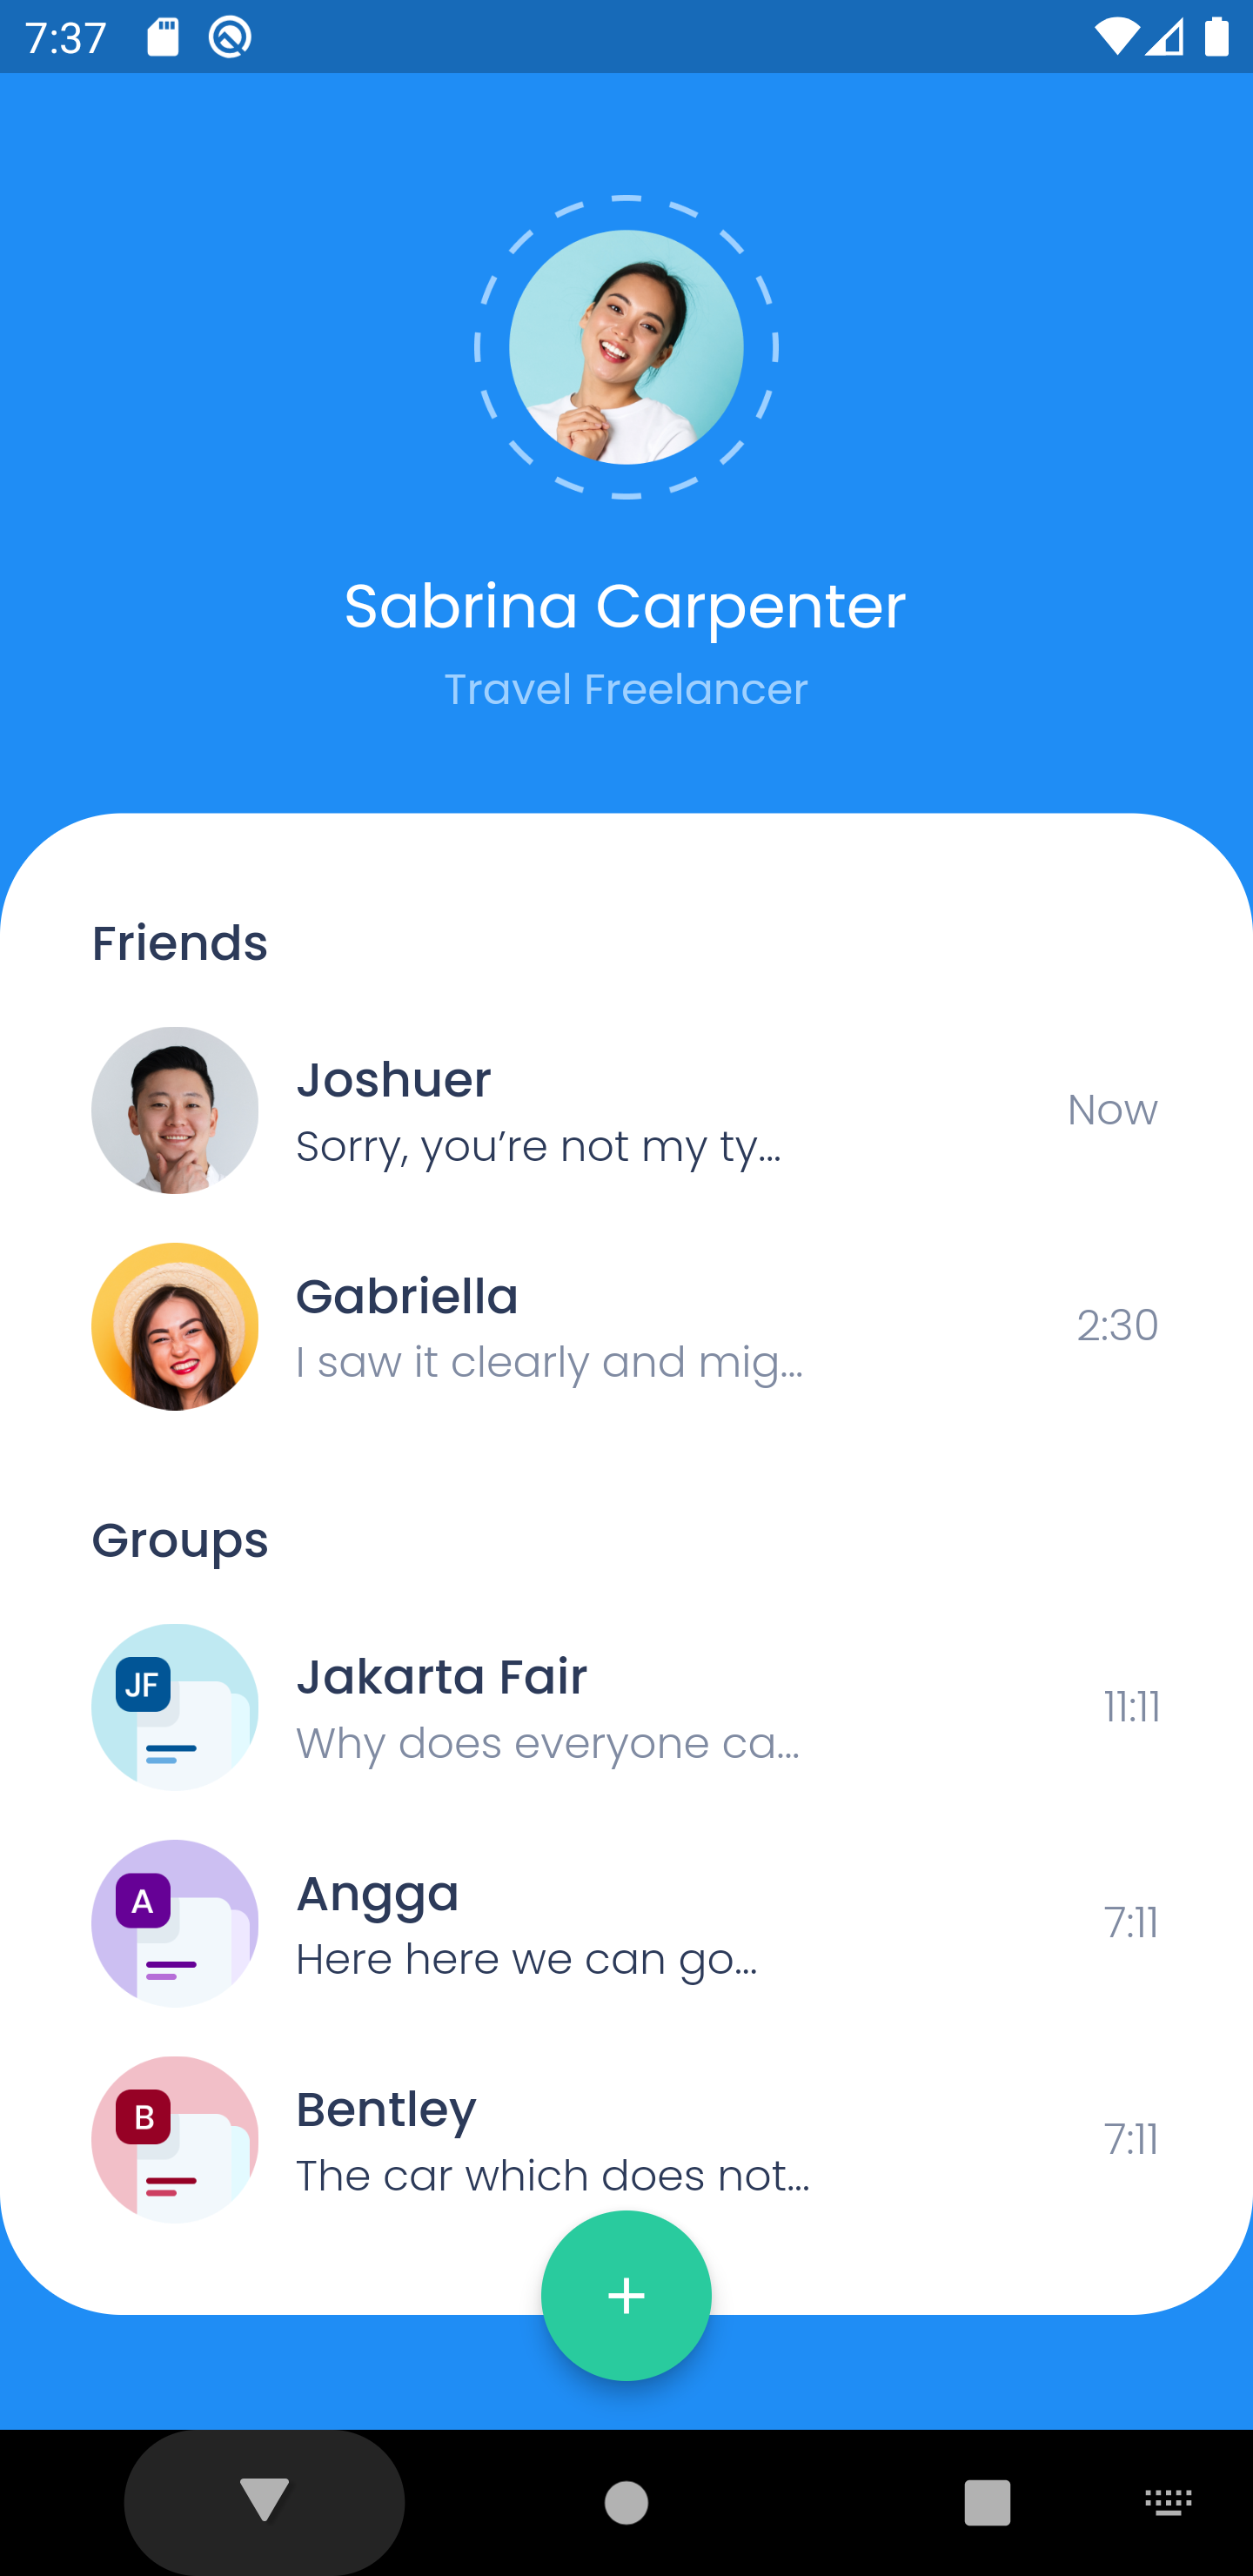 7:37
Sabrina Carpenter
Travel Freelancer
Friends
Joshuer
Sorry, you’re not my ty...
Now
Gabriella
I saw it clearly and mig...
2:30
Groups
JF
Jakarta Fair
Why does everyone ca...
11:11
A
Angga
Here here we can go...
7:11
B
Bentley
The car which does not...
7:11